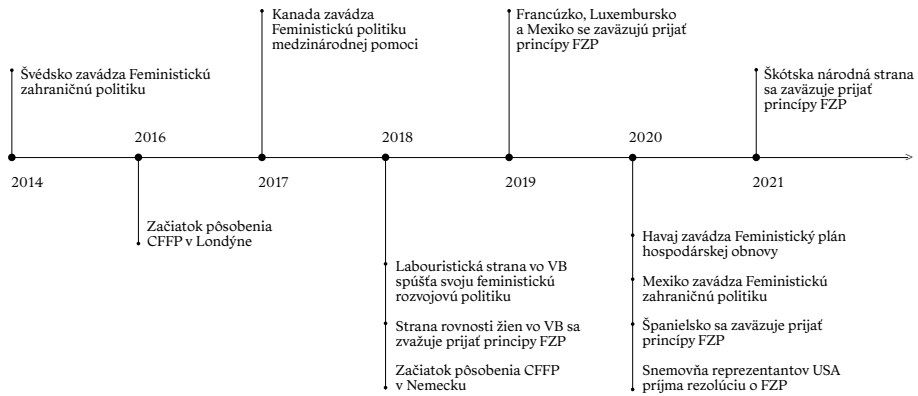 Kanada zavádza
Feministickú politiku
medzinárodnej pomoci
Francúzko, Luxembursko
a Mexiko se zaväzujú prijať
princípy FZP
Švédsko zavádza Feministickú
zahraničnú politiku
Škótska národná strana
sa zaväzuje prijať
princípy FZP
2016
2018
2020
2014
2017
2019
2021
Začiatok pôsobenia
CFFP v Londýne
Labouristická strana vo VB
spúšťa svoju feministickú
rozvojovú politiku
Strana rovnosti žien vo VB sa
zvažuje prijať principy FZP
Začiatok pôsobenia CFFP
v Nemecku
Havaj zavádza Feministický plán
hospodárskej obnovy
Mexiko zavádza Feministickú
zahraničnú politiku
Španielsko sa zaväzuje prijať
princípy FZP
Snemovňa reprezentantov USA
príjma rezolúciu o FZP